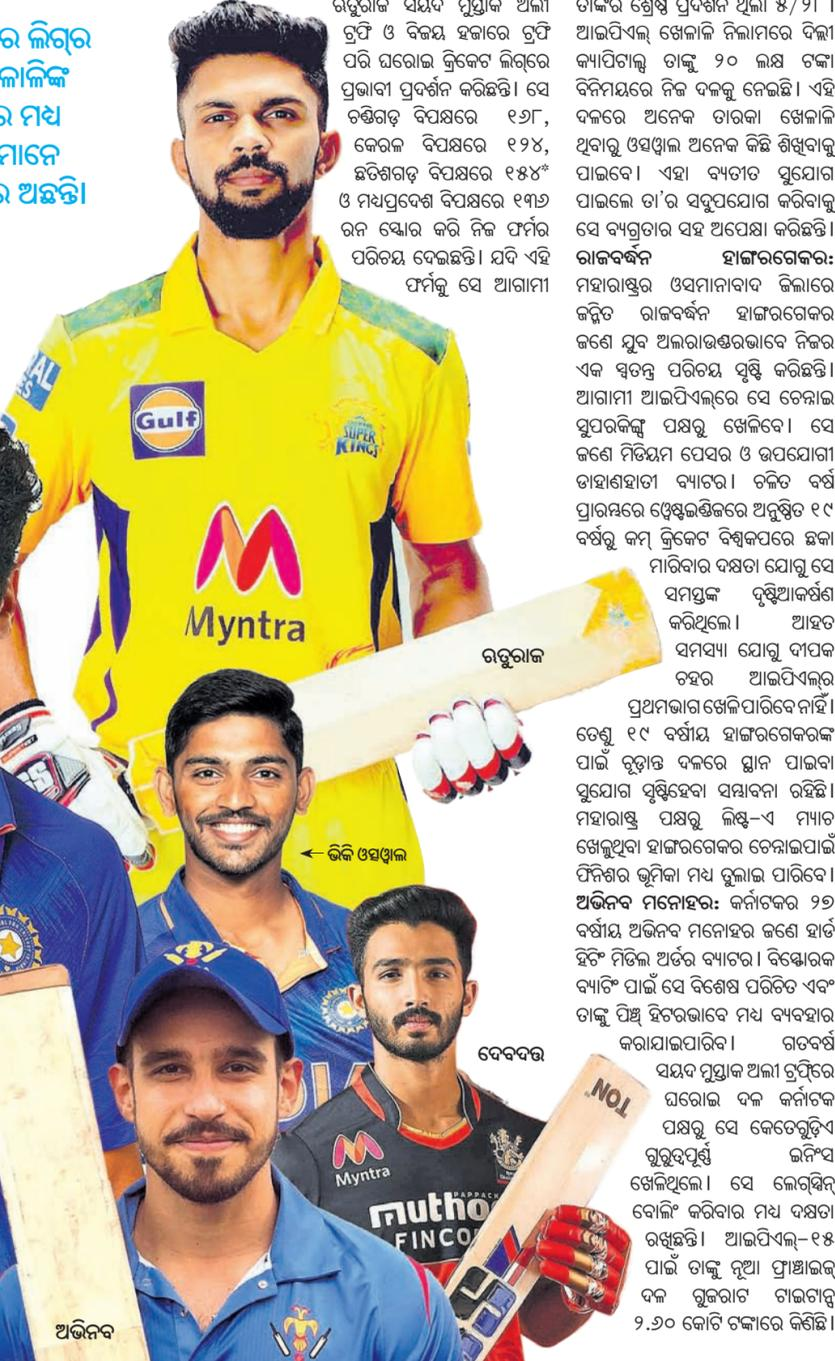 ର ଲିଗ୍‌ର
ଳାଳିଙ୍କ
ର ମଧ୍ୟ
ମାନେ
ର ଅଛନ୍ତି।
ଋତୁରାଜ ସୟଦ ମୁସ୍ତାକ ଅଲୀ
ଟ୍ରଫି ଓ ବିଜୟ ହଜାରେ ଟ୍ରଫି
ପରି ଘରୋଇ କ୍ରିକେଟ ଲିଗ୍‌ରେ
ପ୍ରଭାବୀ ପ୍ରଦର୍ଶନ କରିଛନ୍ତି। ସେ
ଚଣ୍ଡିଗଡ଼ ବିପକ୍ଷରେ ୧୬୮,
କେରଳ ବିପକ୍ଷରେ ୧୨୪,
ଛତିଶଗଡ଼ ବିପକ୍ଷରେ ୧୫୪*
ଓ ମଧ୍ୟପ୍ରଦେଶ ବିପକ୍ଷରେ ୧୩୬
ରନ ସ୍କୋର କରି ନିଜ ଫର୍ମର
ପରିଚୟ ଦେଇଛନ୍ତି। ଯଦି ଏହି
ଫର୍ମକୁ ସେ ଆଗାମୀ
ତାଙ୍କର ଶ୍ରେଷ୍ଠ ପ୍ରଦର୍ଶନ ଥିଲା ୫/୨୧ ।
ଆଇପିଏଲ୍ ଖେଳାଳି ନିଲାମରେ ଦିଲ୍ଲୀ
କ୍ୟାପିଟାଲ୍ସ ତାଙ୍କୁ ୨୦ ଲକ୍ଷ ଟଙ୍କା
ବିନିମୟରେ ନିଜ ଦଳକୁ ନେଇଛି। ଏହି
ଦଳରେ ଅନେକ ତାରକା ଖେଳାଳି
ଥିବାରୁ ଓତ୍ସୱାଲ ଅନେକ କିଛି ଶିଖିବାକୁ
ପାଇବେ। ଏହା ବ୍ୟତୀତ ସୁଯୋଗ
ପାଇଲେ ତା'ର ସଦୁପଯୋଗ କରିବାକୁ
ସେ ବ୍ୟଗ୍ରତାର ସହ ଅପେକ୍ଷା କରିଛନ୍ତି।
ରାଜବର୍ଦ୍ଧନ ହାଙ୍ଗରଗେକର:
ମହାରାଷ୍ଟ୍ରର ଓସମାନାବାଦ ଜିଲାରେ
ଜନ୍ମିତ ରାଜବର୍ଦ୍ଧନ ହାଙ୍ଗରଗେକର
ଜଣେ ଯୁବ ଅଲରାଉଣ୍ଡରଭାବେ ନିଜର
ଏକ ସ୍ୱତନ୍ତ୍ର ପରିଚୟ ସୃଷ୍ଟି କରିଛନ୍ତି।
ଆଗାମୀ ଆଇପିଏଲ୍‌ରେ ସେ ଚେନ୍ନାଇ
ସୁପରକିଙ୍ଗ୍ସ ପକ୍ଷରୁ ଖେଳିବେ। ସେ
ଜଣେ ମିଡିୟମ ପେସର ଓ ଉପଯୋଗୀ
ଡାହାଣହାତୀ ବ୍ୟାଟର। ଚଳିତ ବର୍ଷ
ପ୍ରାରମ୍ଭରେ ୱେଷ୍ଟଇଣ୍ଡିଜରେ ଅନୁଷ୍ଠିତ ୧୯
ବର୍ଷରୁ କମ୍ କ୍ରିକେଟ ବିଶ୍ୱକପରେ ଛକା
ମାରିବାର ଦକ୍ଷତା ଯୋଗୁ ସେ
ସମସ୍ତଙ୍କ ଦୃଷ୍ଟିଆକର୍ଷଣ
କରିଥିଲେ। ଆହତ
ସମସ୍ୟା ଯୋଗୁ ଦୀପକ
ଚହର ଆଇପିଏଲ୍‌ର
ପ୍ରଥମଭାଗ ଖେଳିପାରିବେ ନାହିଁ।
ତେଣୁ ୧୯ ବର୍ଷୀୟ ହାଙ୍ଗରଗେକରଙ୍କ
ପାଇଁ ଚୂଡ଼ାନ୍ତ ଦଳରେ ସ୍ଥାନ ପାଇବା
ସୁଯୋଗ ସୃଷ୍ଟିହେବା ସମ୍ଭାବନା ରହିଛି।
ମହାରାଷ୍ଟ୍ର ପକ୍ଷରୁ ଲିଷ୍ଟ-ଏ ମ୍ୟାଚ
ଖେଳୁଥିବା ହାଙ୍ଗରଗେକର ଚେନ୍ନାଇପାଇଁ
ଫିନିଶର ଭୂମିକା ମଧ୍ୟ ତୁଲାଇ ପାରିବେ।
ଅଭିନବ ମନୋହର: କର୍ନାଟକର ୨୭
ବର୍ଷୀୟ ଅଭିନବ ମନୋହର ଜଣେ ହାର୍ଡ
ହିଟିଂ ମିଡିଲ ଅର୍ଡର ବ୍ୟାଟର। ବିସ୍ଫୋରକ
ବ୍ୟାଟିଂ ପାଇଁ ସେ ବିଶେଷ ପରିଚିତ ଏବଂ
ତାଙ୍କୁ ପିଞ୍ଚ୍ ହିଟରଭାବେ ମଧ୍ୟ ବ୍ୟବହାର
କରାଯାଇପାରିବ। ଗତବର୍ଷ
ସୟଦ ମୁସ୍ତାକ ଅଲୀ ଟ୍ରଫିରେ
ଘରୋଇ ଦଳ କର୍ନାଟକ
ପକ୍ଷରୁ ସେ କେତେଗୁଡ଼ିଏ
ଗୁରୁତ୍ୱପୂର୍ଣ୍ଣ ଇନିଂସ
ଖେଳିଥିଲେ। ସେ ଲେଗ୍‌ସ୍ପିନ୍
ବୋଲିଂ କରିବାର ମଧ୍ୟ ଦକ୍ଷତା
ରଖିଛନ୍ତି। ଆଇପିଏଲ୍-୧୫
ପାଇଁ ତାଙ୍କୁ ନୂଆ ଫ୍ରାଞ୍ଚାଇଜ୍
ଦଳ ଗୁଜରାଟ ଟାଇଟାନ୍ସ
୨.୬୦ କୋଟି ଟଙ୍କାରେ କିଣିଛି।
Gulf
SUPER
KINGS
Myntra
ଋତୁରାଜ
ଭିକି ଓତ୍ସୱାଲ
ଦେବଦତ୍ତ
TON
Myntra
Muthoo
PAPPACH
FINCO
ଅଭିନବ